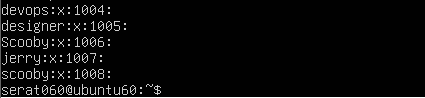 devops:x:1004:
designer:x:1005:
Scooby:x:1006:
jerry:x:1007:
scooby:x:1008:
serat060@ubuntu60:~$